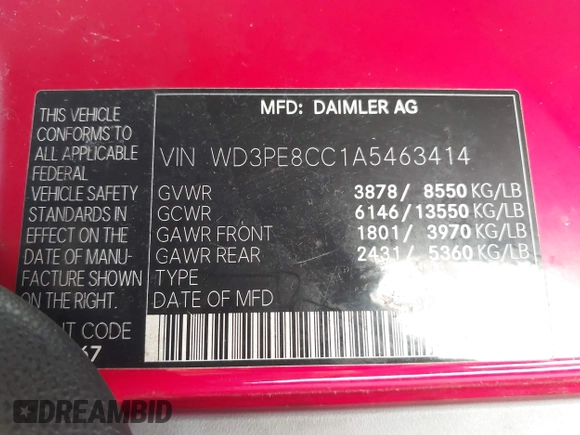 MFD: DAIMLER AG
THIS VEHICLE
CONFORMS TO
ALL APPLICABLE
FEDERAL
VEHICLE SAFETY
STANDARDS IN
EFFECT ON THE
DATE OF MANU-
FACTURE SHOWN
ON THE RIGHT.
VIN WD3PE8CC1A5463414
GVWR 3878 / 8550 KG/LB
GCWR 6146 / 13550 KG/LB
GAWR FRONT 1801 / 3970 KG/LB
GAWR REAR 2431 / 5360 KG/LB
TYPE
DATE OF MFD
CODE
67
DREAMBID